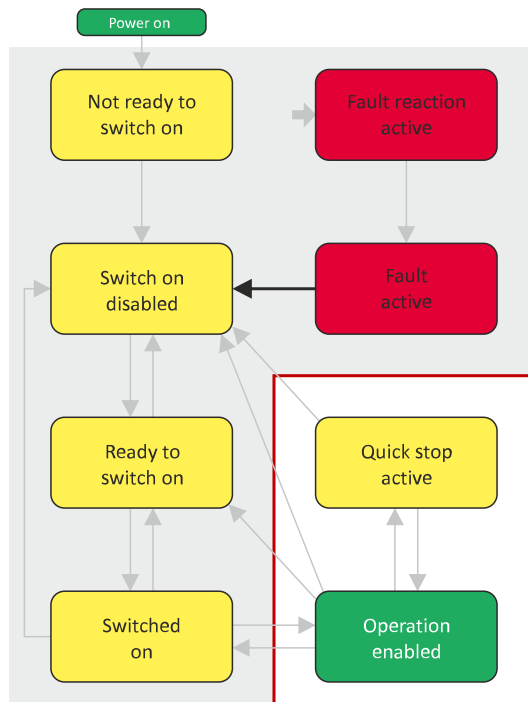 Power on
Not ready to
switch on
Fault reaction
active
Switch on
disabled
Fault
active
Ready to
switch on
Quick stop
active
Switched
on
Operation
enabled